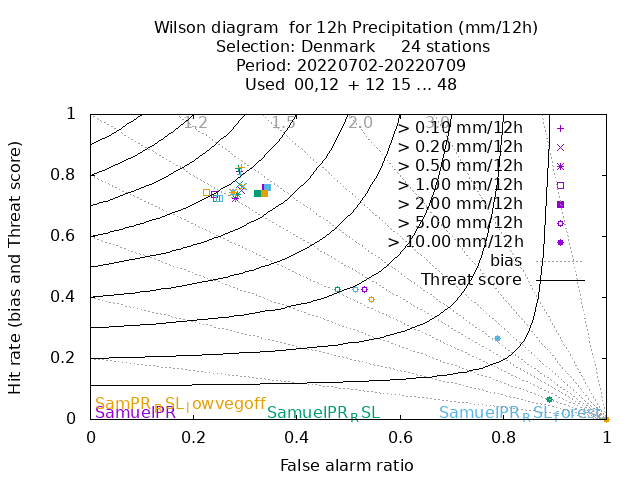 Wilson diagram  for 12h Precipitation (mm/12h)
Selection: Denmark     24 stations
Period: 20220702-20220709
Used  00,12  + 12 15 ... 48
1.2 1.5 2.0 3.0
> 0.10 mm/12h
> 0.20 mm/12h
> 0.50 mm/12h
> 1.00 mm/12h
> 2.00 mm/12h
> 5.00 mm/12h
> 10.00 mm/12h
bias
Threat score
Hit rate (bias and Threat score)
1
0.8
0.6
0.4
0.2
0
SamPR_RSL_lowvegoff
SamuelPR SamuelPR_RSL SamuelPR_RSL_forest
0 0.2 0.4 0.6 0.8 1
False alarm ratio